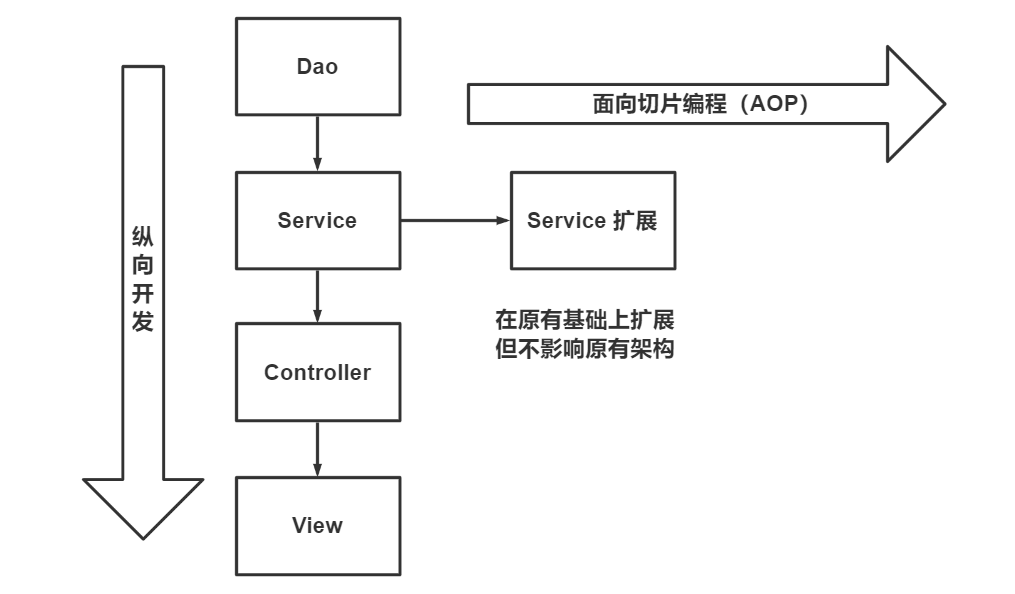 Dao
面向切片编程（AOP）
Service
Service 扩展
纵向开发
在原有基础上扩展
但不影响原有架构
Controller
View